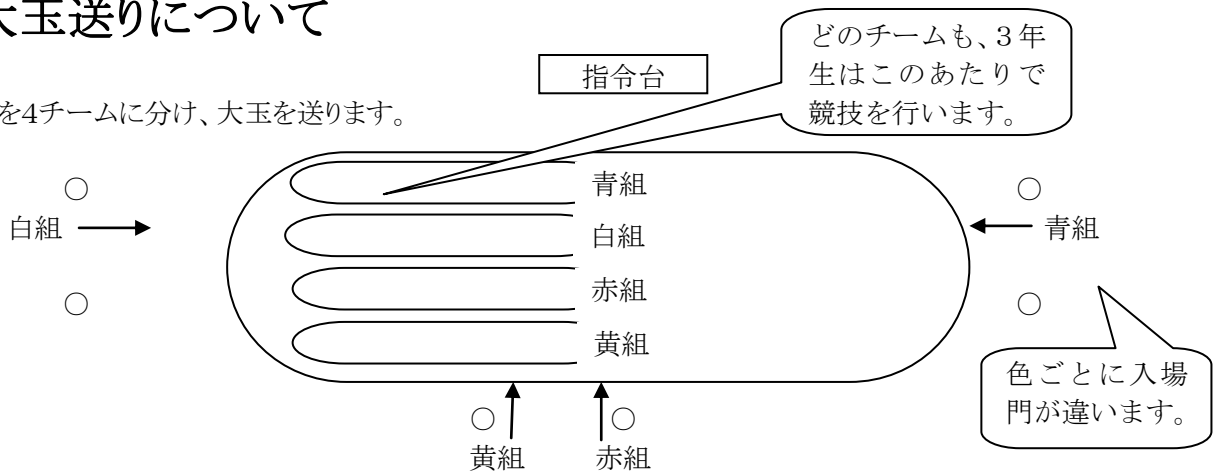 大玉送りについて
どのチームも、3年
生はこのあたりで
競技を行います。
指令台
を4チームに分け、大玉を送ります。
○
○
白組
青組
青組
白組
赤組
○
○
黄組
色ごとに入場
門が違います。
○
○
黄組
赤組